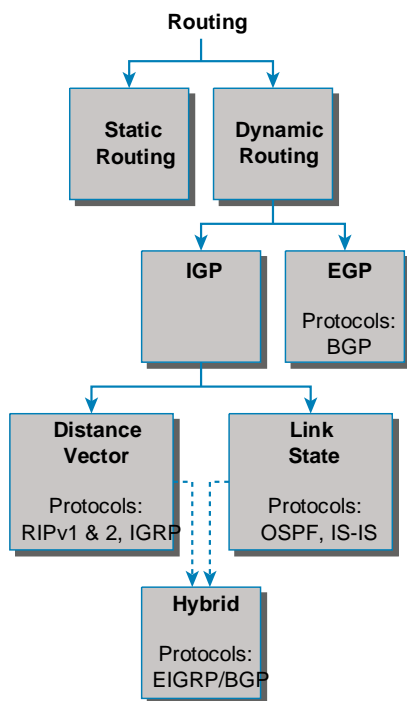 Routing
Static
Routing
Dynamic
Routing
IGP
EGP
Protocols:
BGP
Distance
Vector
Protocols:
RIPv1 & 2, IGRP
Link
State
Protocols:
OSPF, IS-IS
Hybrid
Protocols:
EIGRP/BGP